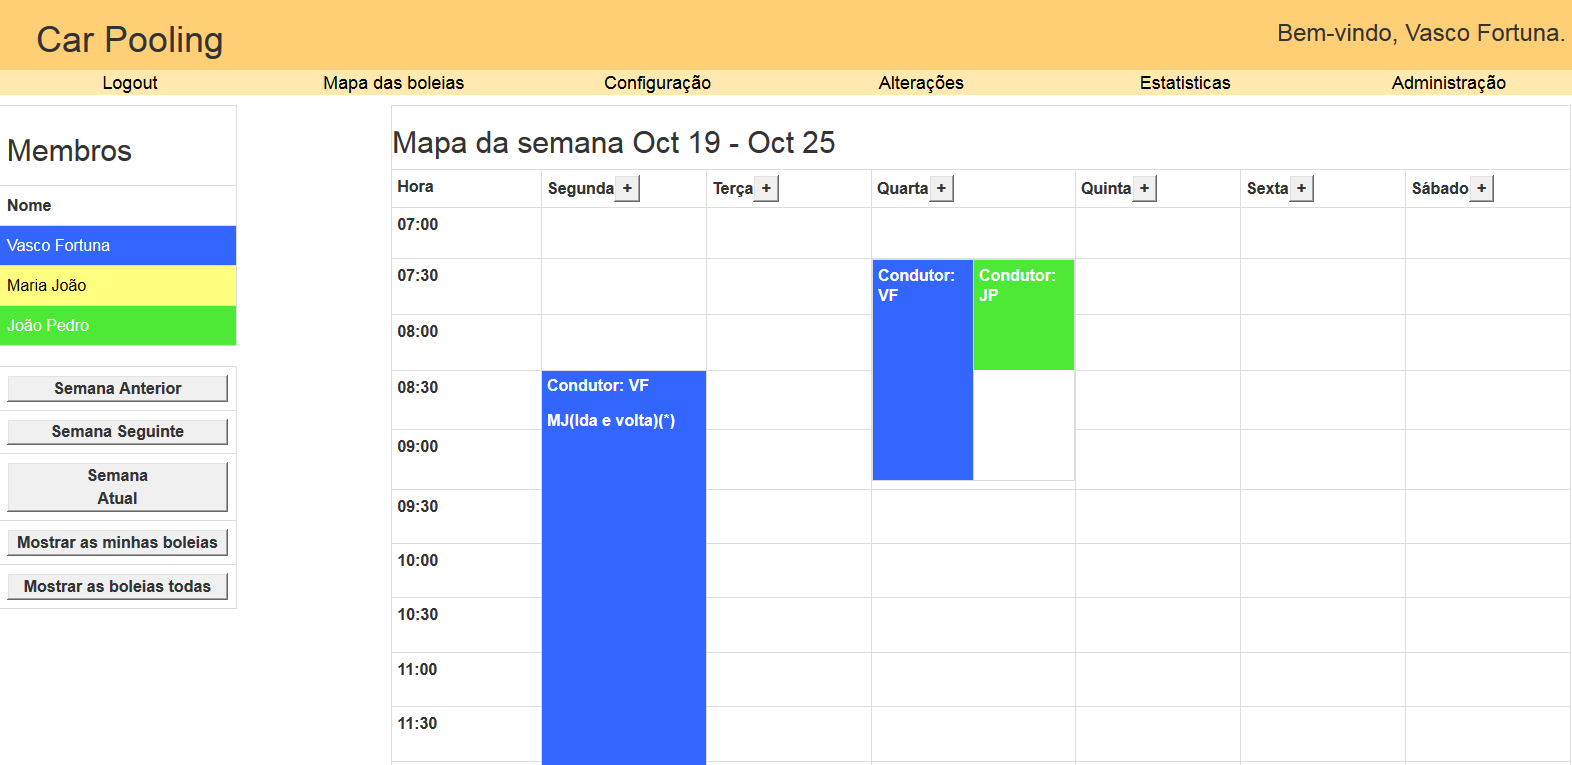 Car Pooling
Bem-vindo, Vasco Fortuna.
Logout Mapa das boleias Configuração Alterações Estatisticas Administração
Membros
Nome
Vasco Fortuna
Maria João
João Pedro
Semana Anterior
Semana Seguinte
Semana
Atual
Mostrar as minhas boleias
Mostrar as boleias todas
Mapa da semana Oct 19 - Oct 25
Hora Segunda + Terça + Quarta + Quinta + Sexta + Sábado +
07:00
07:30
Condutor:
VF
Condutor:
JP
08:00
08:30
Condutor: VF
MJ(Ida e volta)(*)
09:00
09:30
10:00
10:30
11:00
11:30